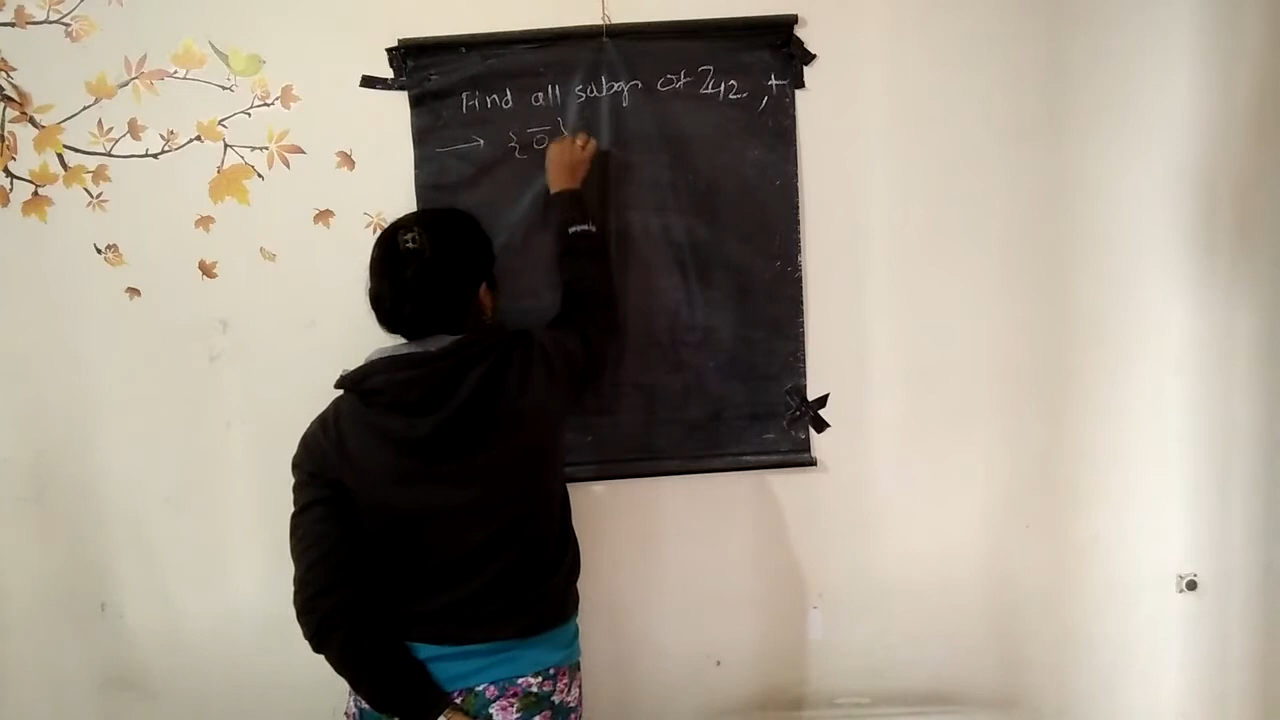 Find all subgp of Z42, +
→ { 0̅ }